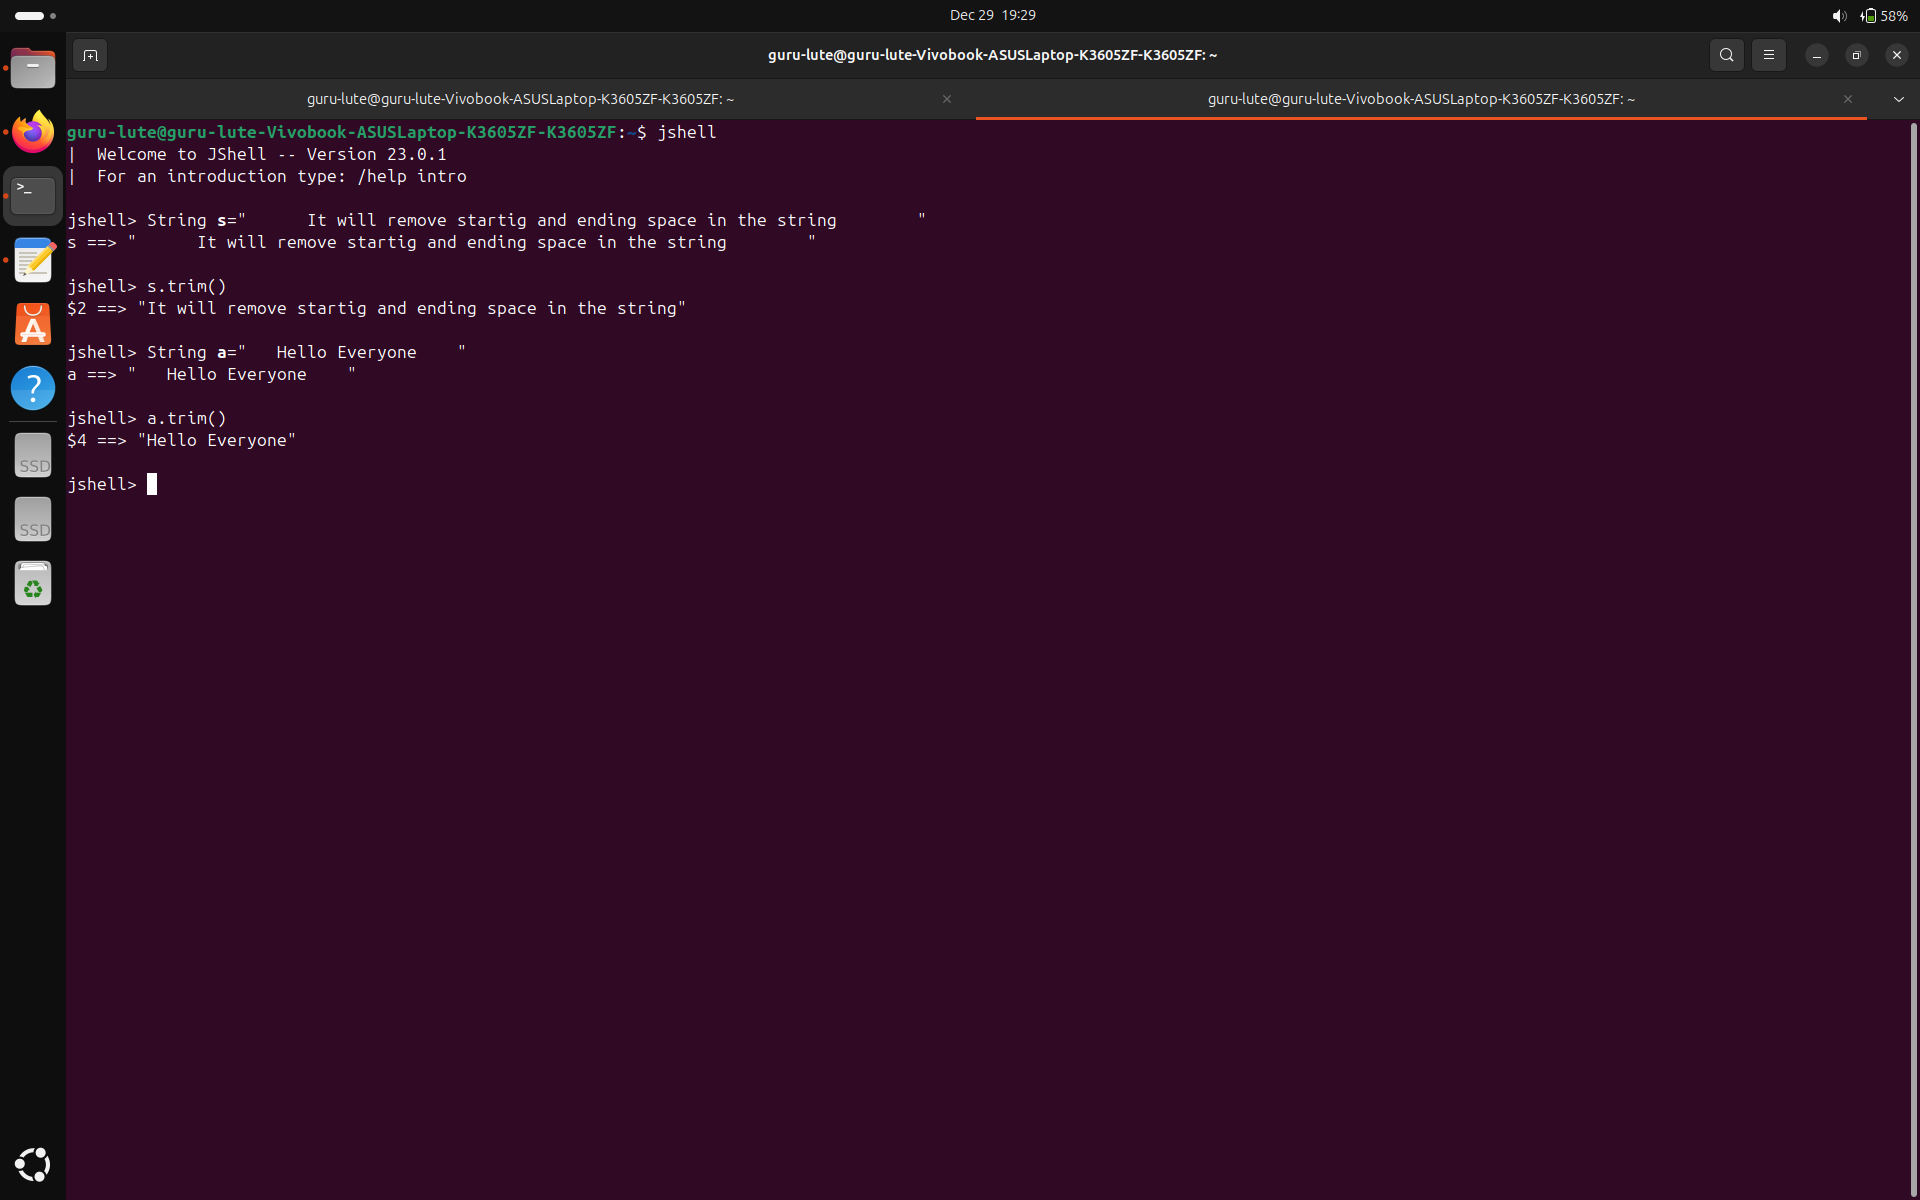 Dec 29 19:29
58%
guru-lute@guru-lute-Vivobook-ASUSLaptop-K3605ZF-K3605ZF: ~
guru-lute@guru-lute-Vivobook-ASUSLaptop-K3605ZF-K3605ZF: ~
guru-lute@guru-lute-Vivobook-ASUSLaptop-K3605ZF-K3605ZF: ~
guru-lute@guru-lute-Vivobook-ASUSLaptop-K3605ZF-K3605ZF:~$ jshell
|  Welcome to JShell -- Version 23.0.1
|  For an introduction type: /help intro
jshell> String s="      It will remove startig and ending space in the string        "
s ==> "      It will remove startig and ending space in the string        "
jshell> s.trim()
$2 ==> "It will remove startig and ending space in the string"
jshell> String a="   Hello Everyone    "
a ==> "   Hello Everyone    "
jshell> a.trim()
$4 ==> "Hello Everyone"
jshell>
SSD
SSD